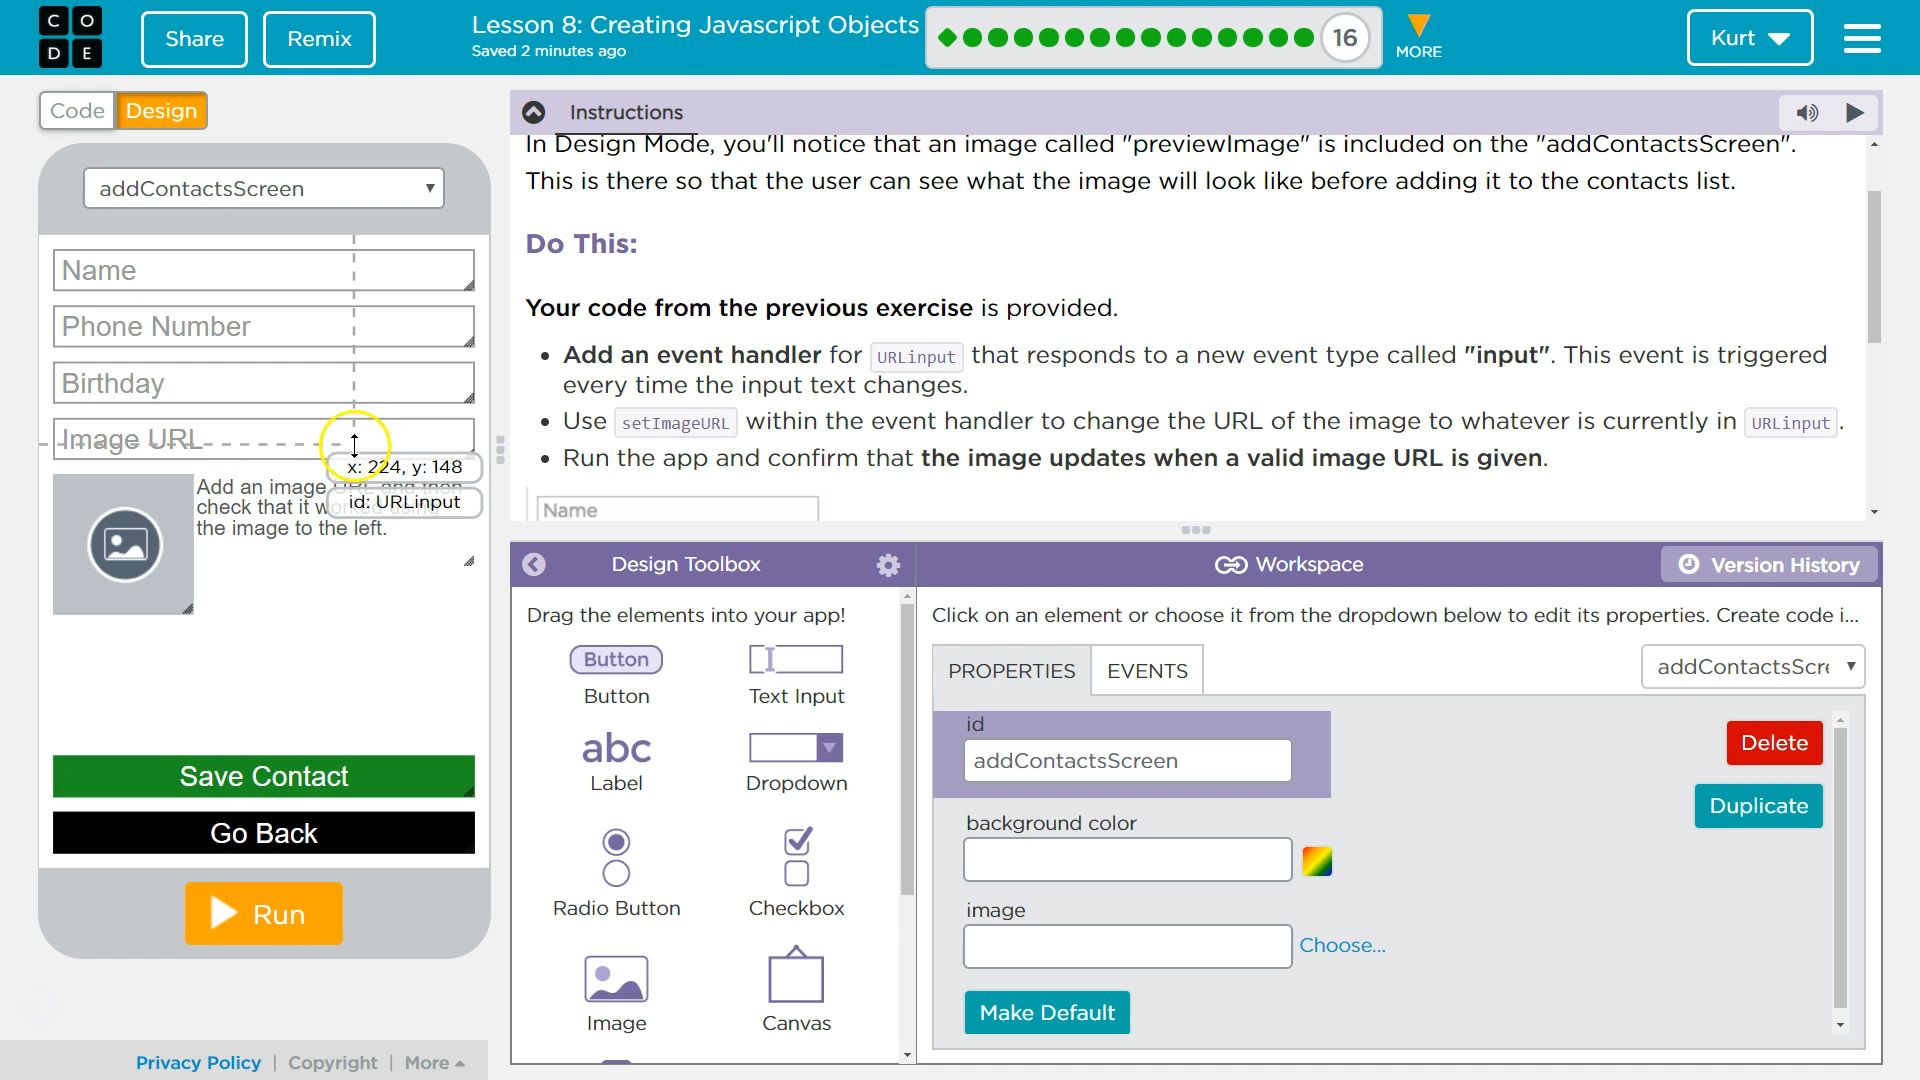 C O
D E
Share
Remix
Lesson 8: Creating Javascript Objects
Saved 2 minutes ago
16
MORE
Kurt
Code
Design
Instructions
addContactsScreen
In Design Mode, you'll notice that an image called "previewImage" is included on the "addContactsScreen".
This is there so that the user can see what the image will look like before adding it to the contacts list.
Do This:
Your code from the previous exercise is provided.
Add an event handler for URLinput that responds to a new event type called "input". This event is triggered
every time the input text changes.
Use setImageURL within the event handler to change the URL of the image to whatever is currently in URLinput.
Run the app and confirm that the image updates when a valid image URL is given.
Name
Name
Phone Number
Birthday
Image URL
x: 224, y: 148
id: URLinput
Add an image URL and then
check that it worked using
the image to the left.
Save Contact
Go Back
Run
Design Toolbox
Workspace
Version History
Drag the elements into your app!
Button
Button
Text Input
abc
Label
Dropdown
Radio Button
Checkbox
Image
Canvas
Click on an element or choose it from the dropdown below to edit its properties. Create code i...
PROPERTIES
EVENTS
addContactsScre
id
addContactsScreen
Delete
Duplicate
background color
image
Choose...
Make Default
Privacy Policy | Copyright | More